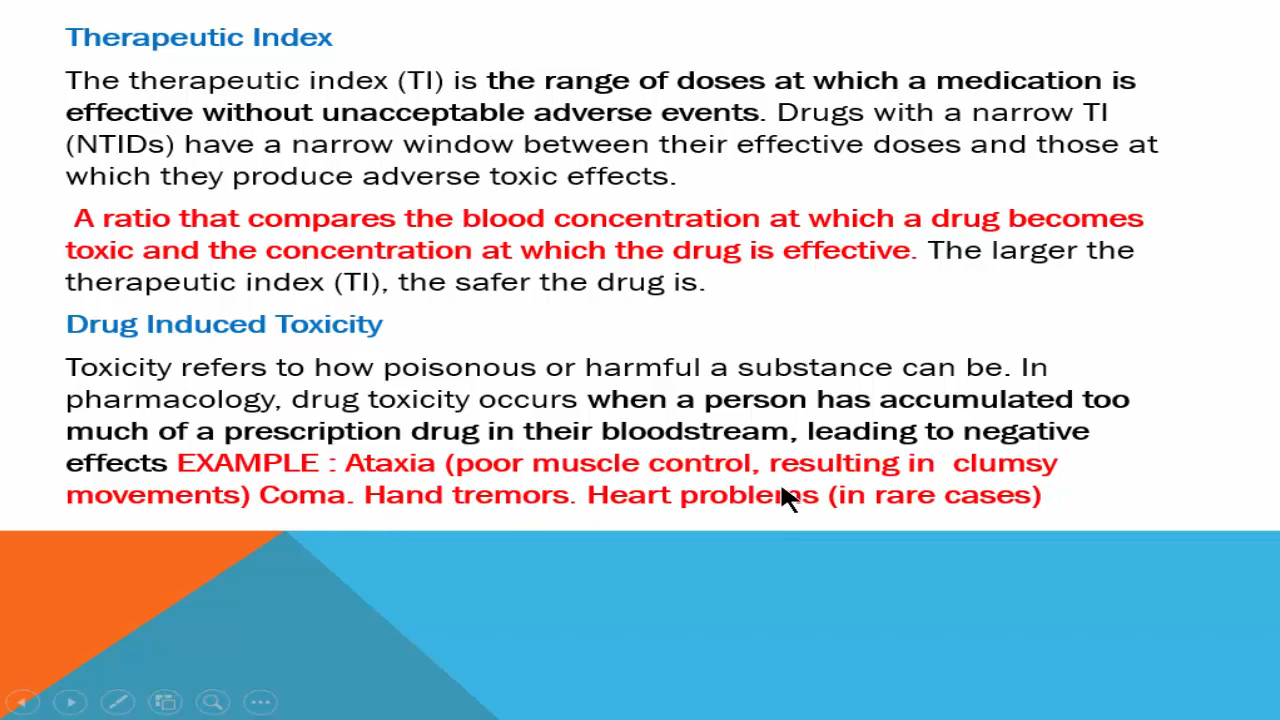 Therapeutic Index
The therapeutic index (TI) is the range of doses at which a medication is
effective without unacceptable adverse events. Drugs with a narrow TI
(NTIDs) have a narrow window between their effective doses and those at
which they produce adverse toxic effects.
A ratio that compares the blood concentration at which a drug becomes
toxic and the concentration at which the drug is effective. The larger the
therapeutic index (TI), the safer the drug is.
Drug Induced Toxicity
Toxicity refers to how poisonous or harmful a substance can be. In
pharmacology, drug toxicity occurs when a person has accumulated too
much of a prescription drug in their bloodstream, leading to negative
effects EXAMPLE : Ataxia (poor muscle control, resulting in  clumsy
movements) Coma. Hand tremors. Heart problems (in rare cases)